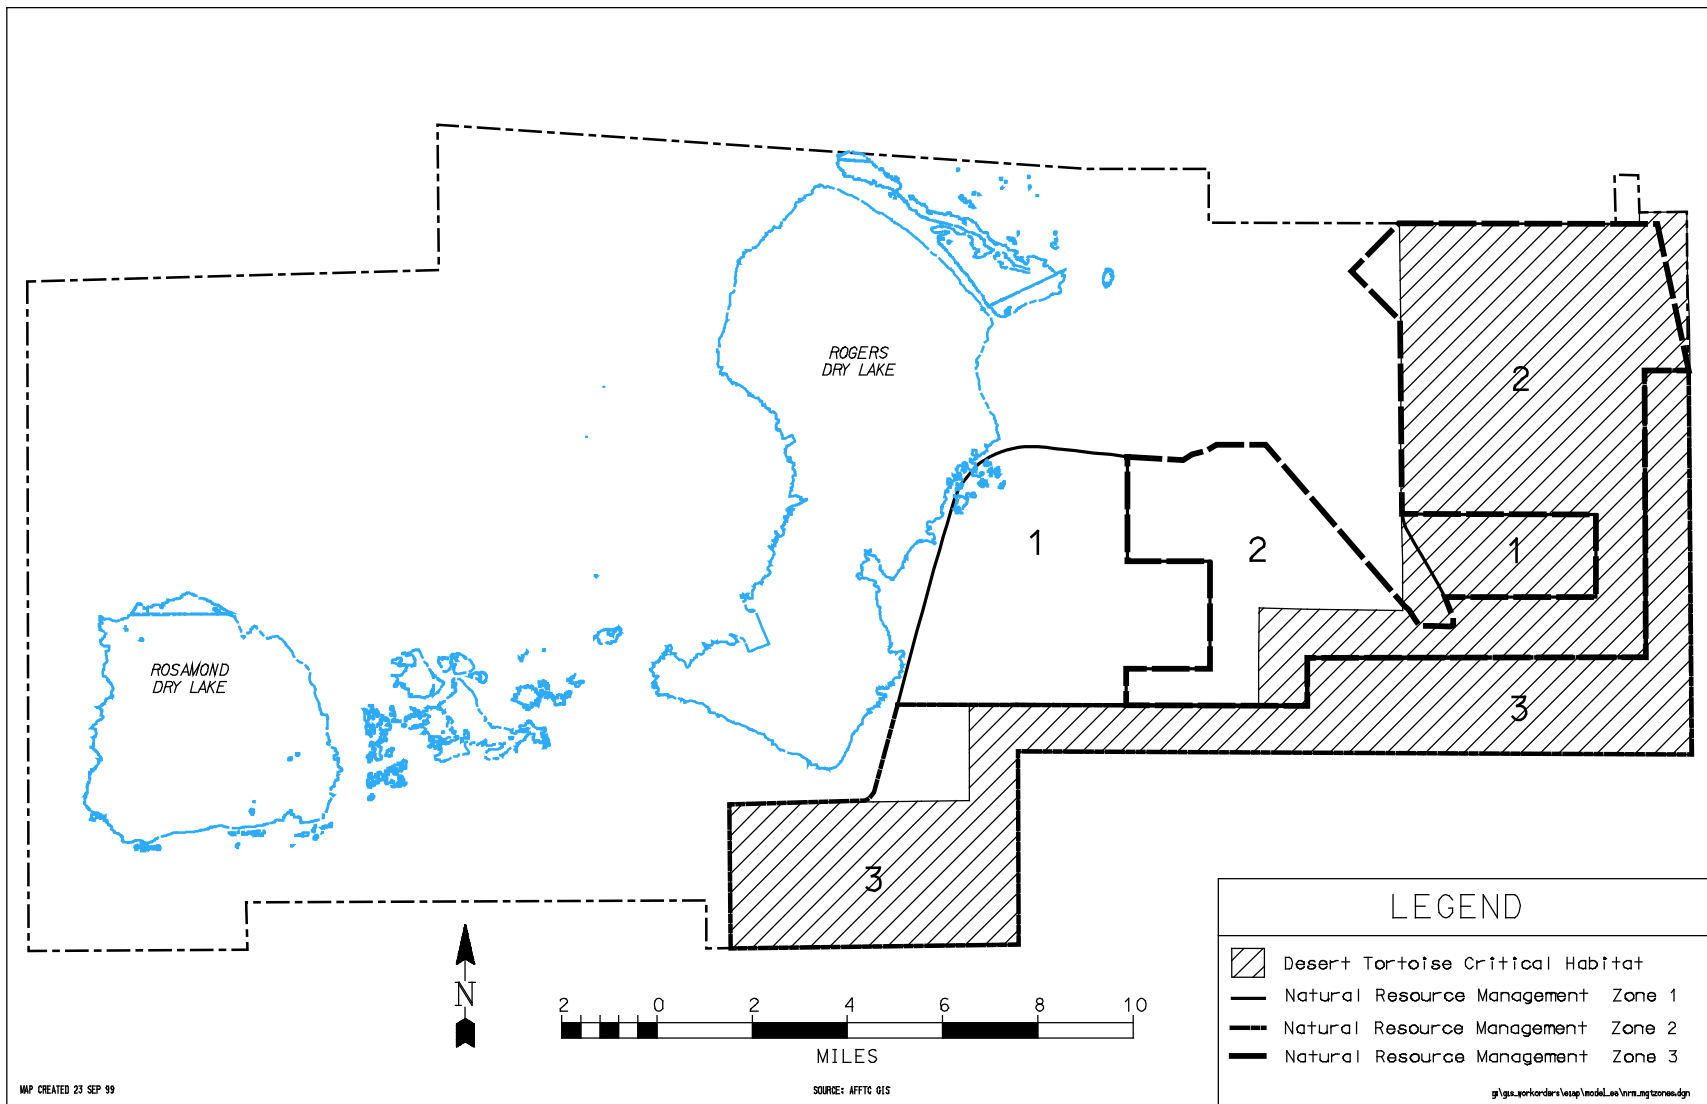 ROGERS
DRY LAKE
2
1
2
1
ROSAMOND
DRY LAKE
3
3
LEGEND
Desert Tortoise Critical Habitat
Natural Resource Management Zone 1
Natural Resource Management Zone 2
Natural Resource Management Zone 3
N
2 0 2 4 6 8 10
MILES
MAP CREATED 23 SEP 99
SOURCE: AFFTC GIS